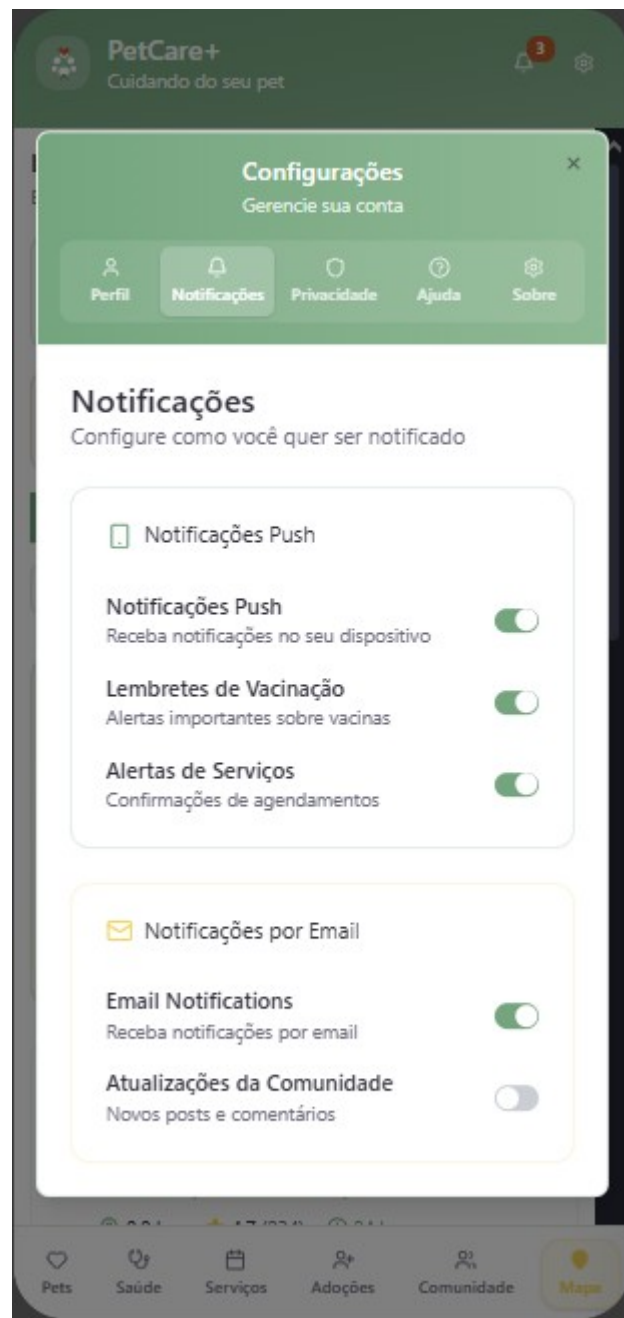 PetCare+
Cuidando do seu pet
3
Configurações
Gerencie sua conta
Perfil
Notificações
Privacidade
Ajuda
Sobre
Notificações
Configure como você quer ser notificado
Notificações Push
Notificações Push
Receba notificações no seu dispositivo
Lembretes de Vacinação
Alertas importantes sobre vacinas
Alertas de Serviços
Confirmações de agendamentos
Notificações por Email
Email Notifications
Receba notificações por email
Atualizações da Comunidade
Novos posts e comentários
Pets
Saúde
Serviços
Adoções
Comunidade
Mapa